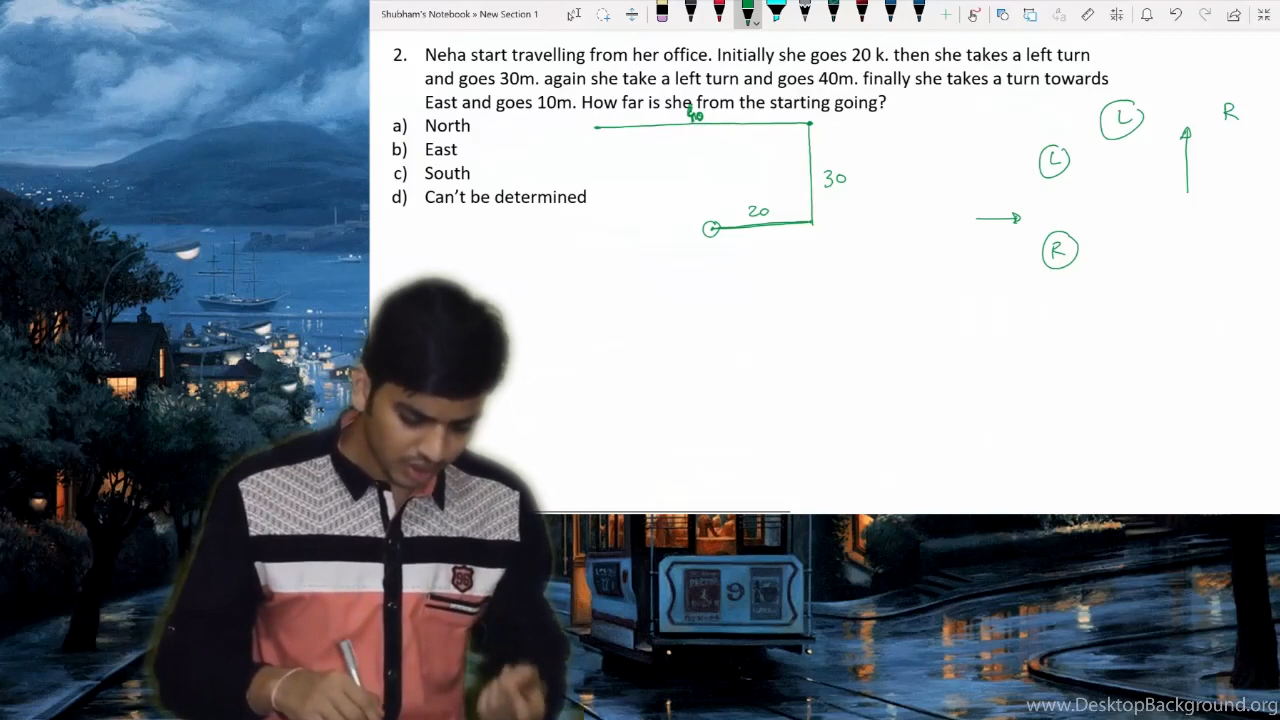 Shubham's Notebook » New Section 1
2. Neha start travelling from her office. Initially she goes 20 k. then she takes a left turn
and goes 30m. again she take a left turn and goes 40m. finally she takes a turn towards
East and goes 10m. How far is she from the starting going?
a) North
b) East
c) South
d) Can't be determined
40
30
20
L
R
L
R
9
www.DesktopBackground.org